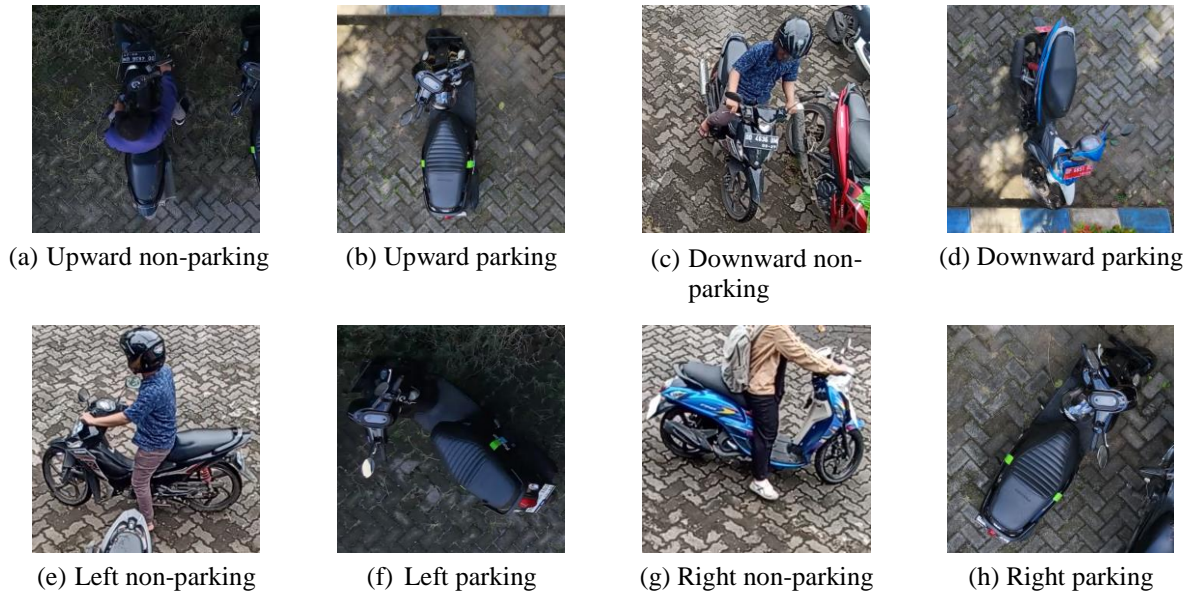 (a) Upward non-parking
(b) Upward parking
(c) Downward non-
parking
(d) Downward parking
(e) Left non-parking
(f) Left parking
(g) Right non-parking
(h) Right parking